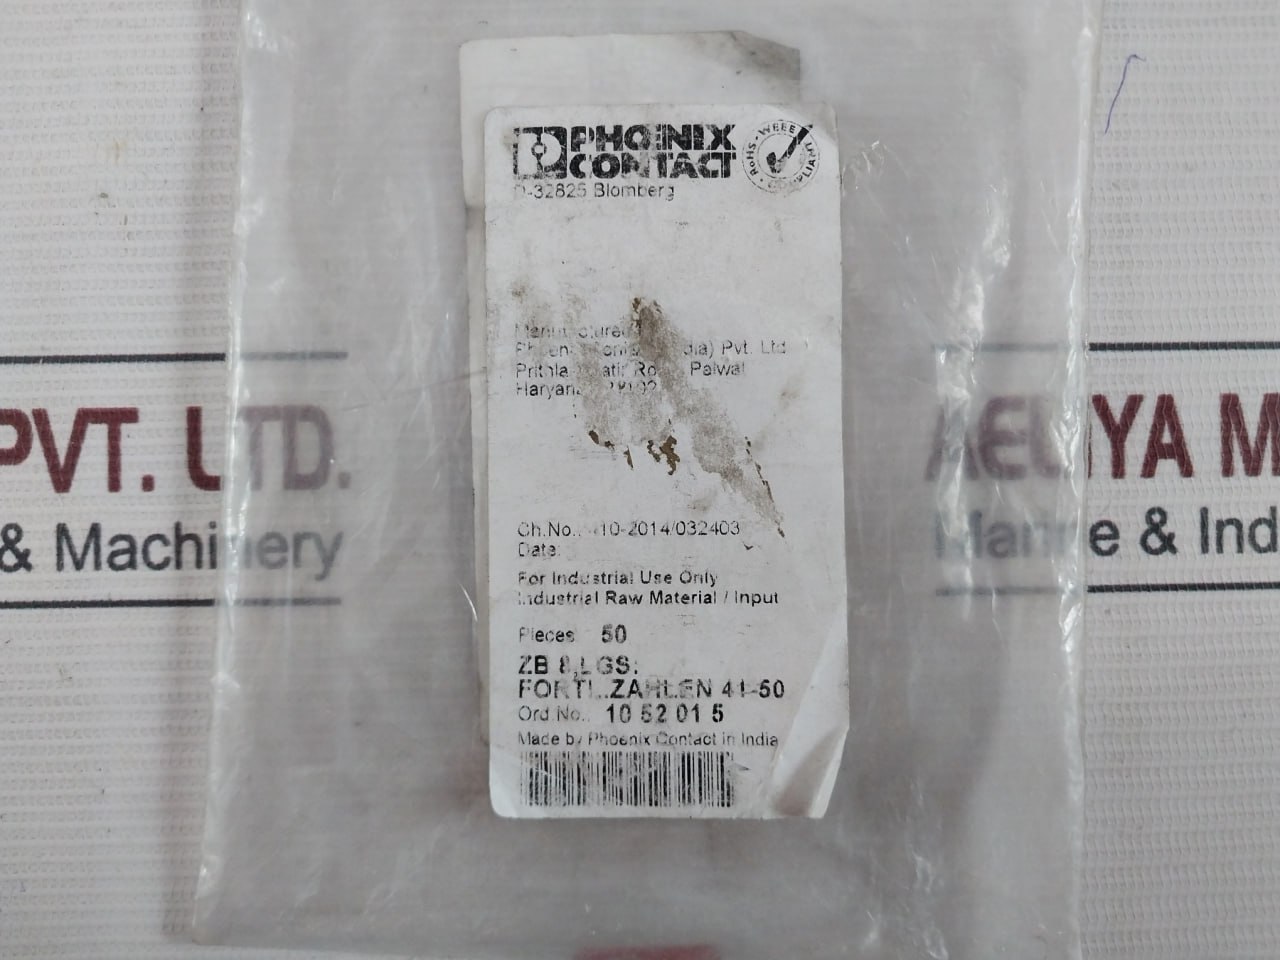 PHOENIX
CONTACT
RoHS · WEEE COMPLIANT
D-32825 Blomberg
Pvt. Ltd
Palwal
Ch.No.: 10-2014/032403
Date:
For Industrial Use Only
Industrial Raw Material / Input
Pieces 50
ZB 8,LGS:
FORTL.ZAHLEN 41-50
Ord No.: 10 52 01 5
Made by Phoenix Contact in India
PVT. LTD.
& Machinery
AELIYA M
Marine & Ind